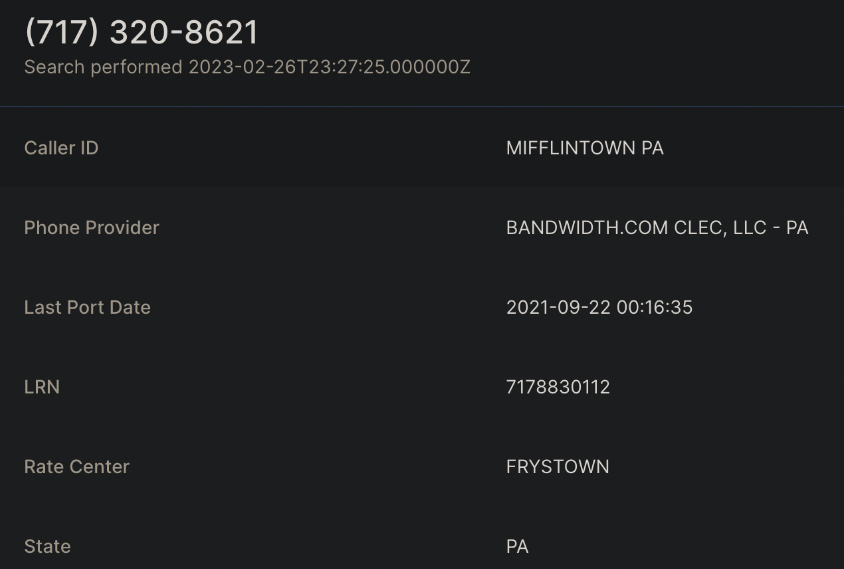 (717) 320-8621
Search performed 2023-02-26T23:27:25.000000Z
Caller ID MIFFLINTOWN PA
Phone Provider BANDWIDTH.COM CLEC, LLC - PA
Last Port Date 2021-09-22 00:16:35
LRN 7178830112
Rate Center FRYSTOWN
State PA